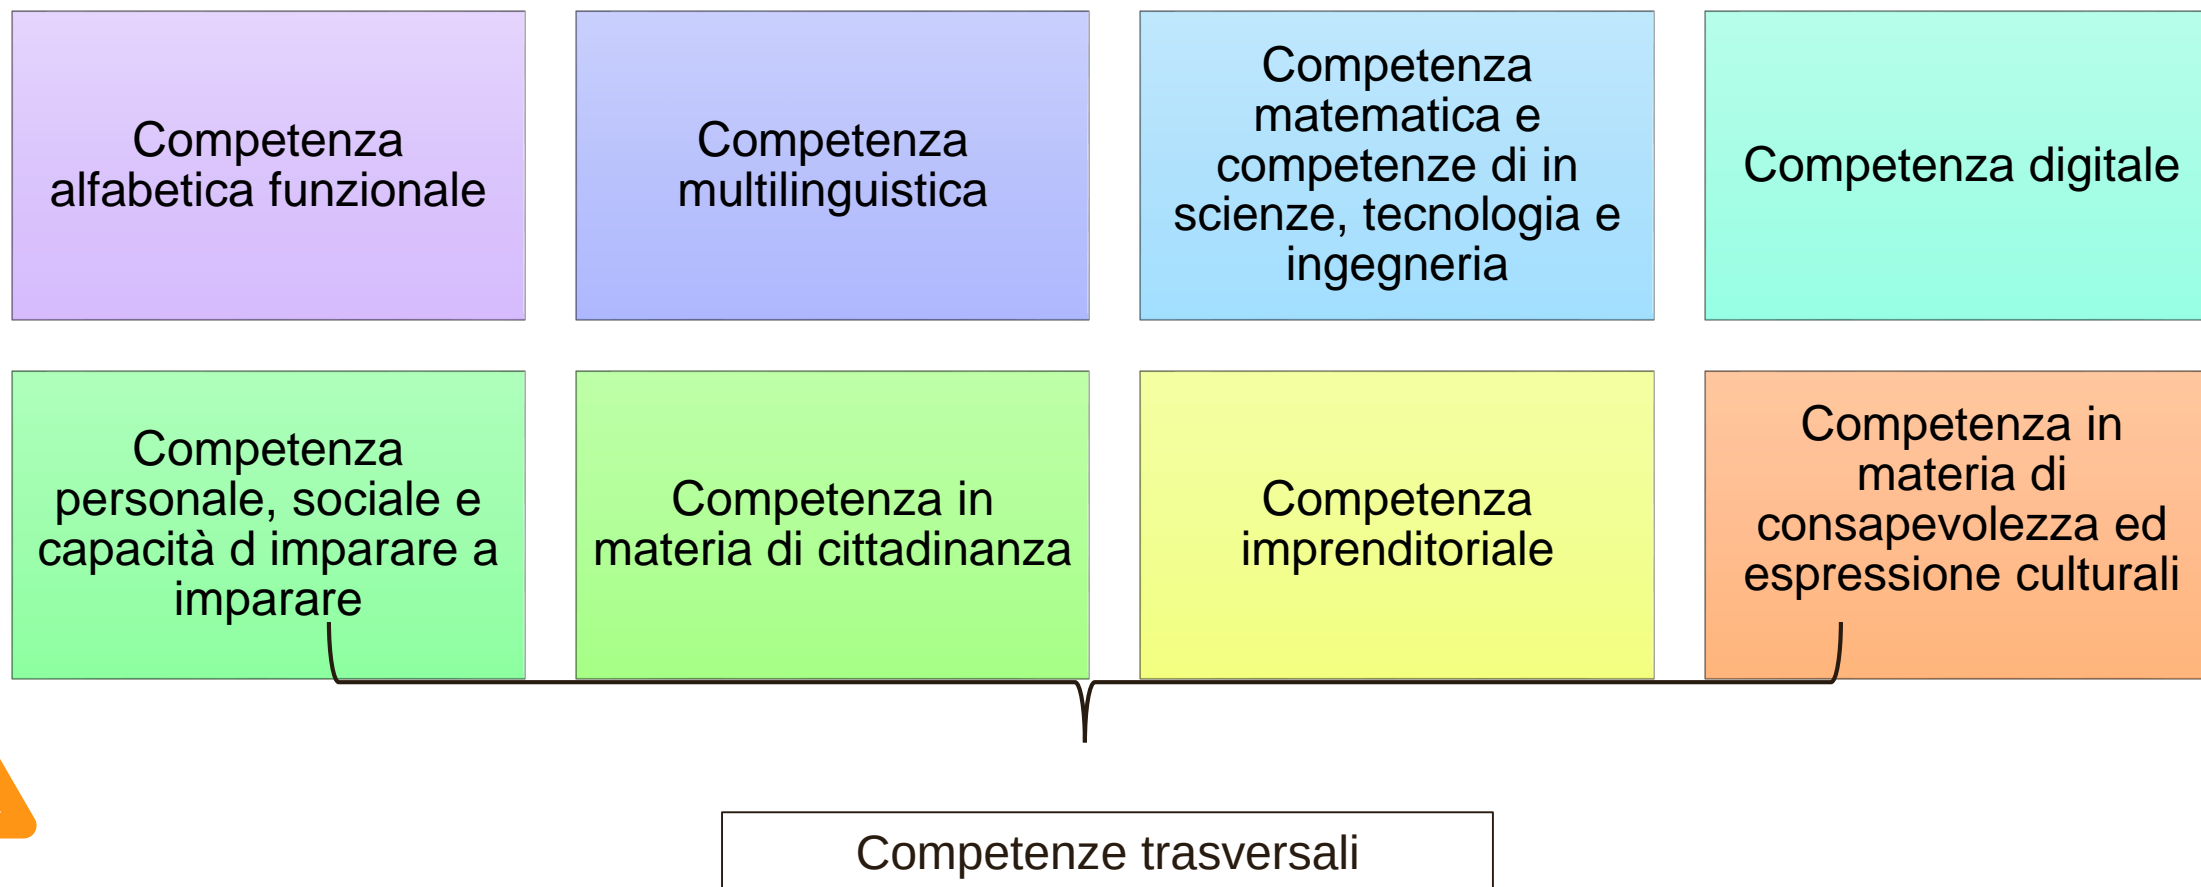 Competenza
alfabetica funzionale
Competenza
multilinguistica
Competenza
matematica e
competenze di in
scienze, tecnologia e
ingegneria
Competenza digitale
Competenza
personale, sociale e
capacità d imparare a
imparare
Competenza in
materia di cittadinanza
Competenza
imprenditoriale
Competenza in
materia di
consapevolezza ed
espressione culturali
Competenze trasversali